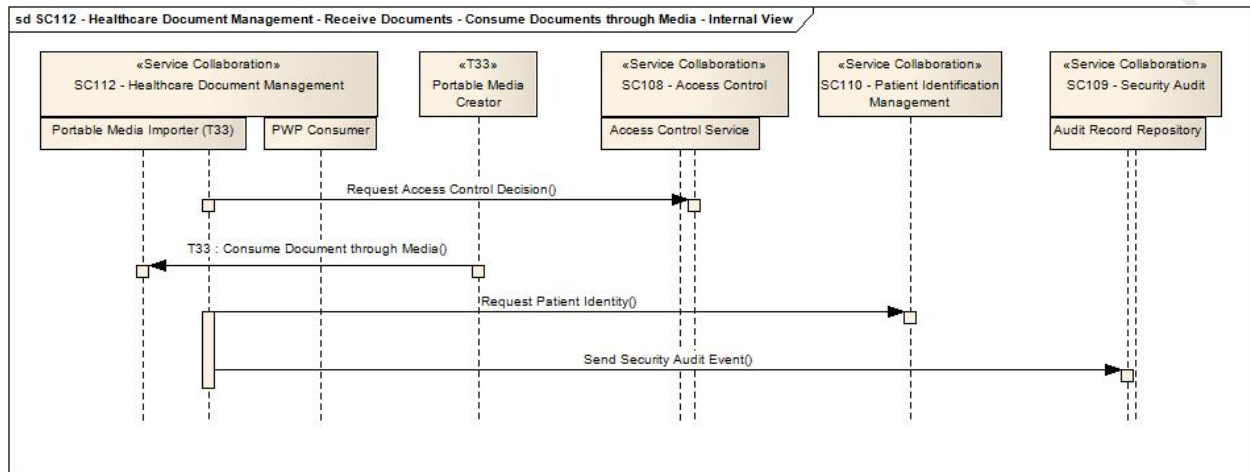 sd SC112 - Healthcare Document Management - Receive Documents - Consume Documents through Media - Internal View
«Service Collaboration»
SC112 - Healthcare Document Management
Portable Media Importer (T33)
PWP Consumer
«T33»
Portable Media
Creator
«Service Collaboration»
SC108 - Access Control
Access Control Service
«Service Collaboration»
SC110 - Patient Identification
Management
«Service Collaboration»
SC109 - Security Audit
Audit Record Repository
Request Access Control Decision()
T33 : Consume Document through Media()
Request Patient Identity()
Send Security Audit Event()